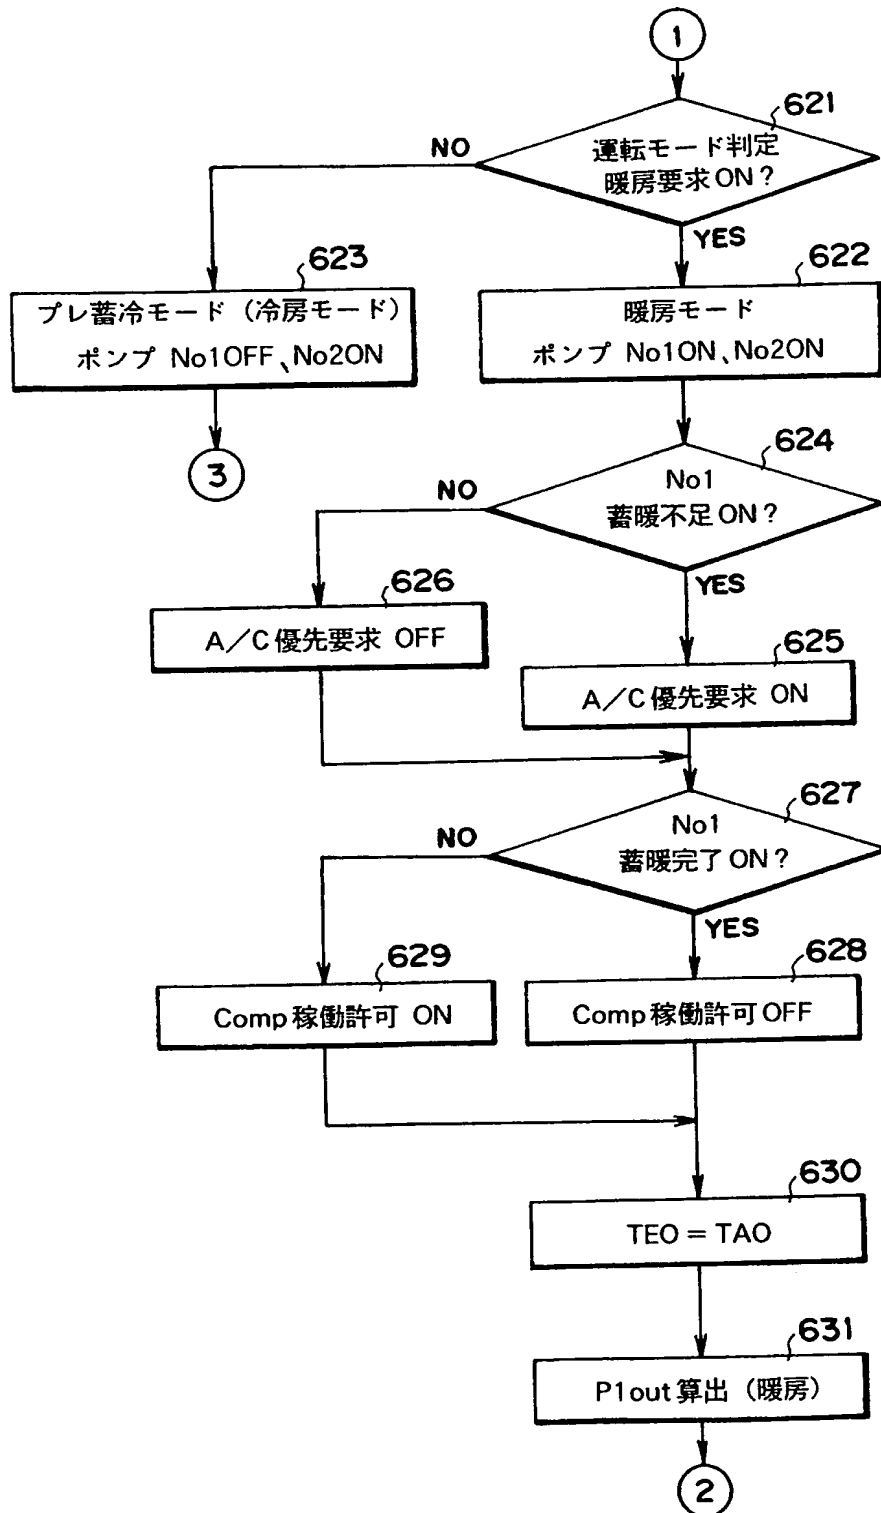 1
621
運転モード判定
暖房要求ON?
NO
YES
623
プレ蓄冷モード(冷房モード)
ポンプ No1OFF、No2ON
622
暖房モード
ポンプ No1ON、No2ON
3
624
No1
蓄暖不足ON?
NO
YES
626
A/C優先要求 OFF
625
A/C優先要求 ON
627
No1
蓄暖完了ON?
NO
YES
629
Comp稼働許可 ON
628
Comp稼働許可OFF
630
TEO=TAO
631
P1out算出(暖房)
2